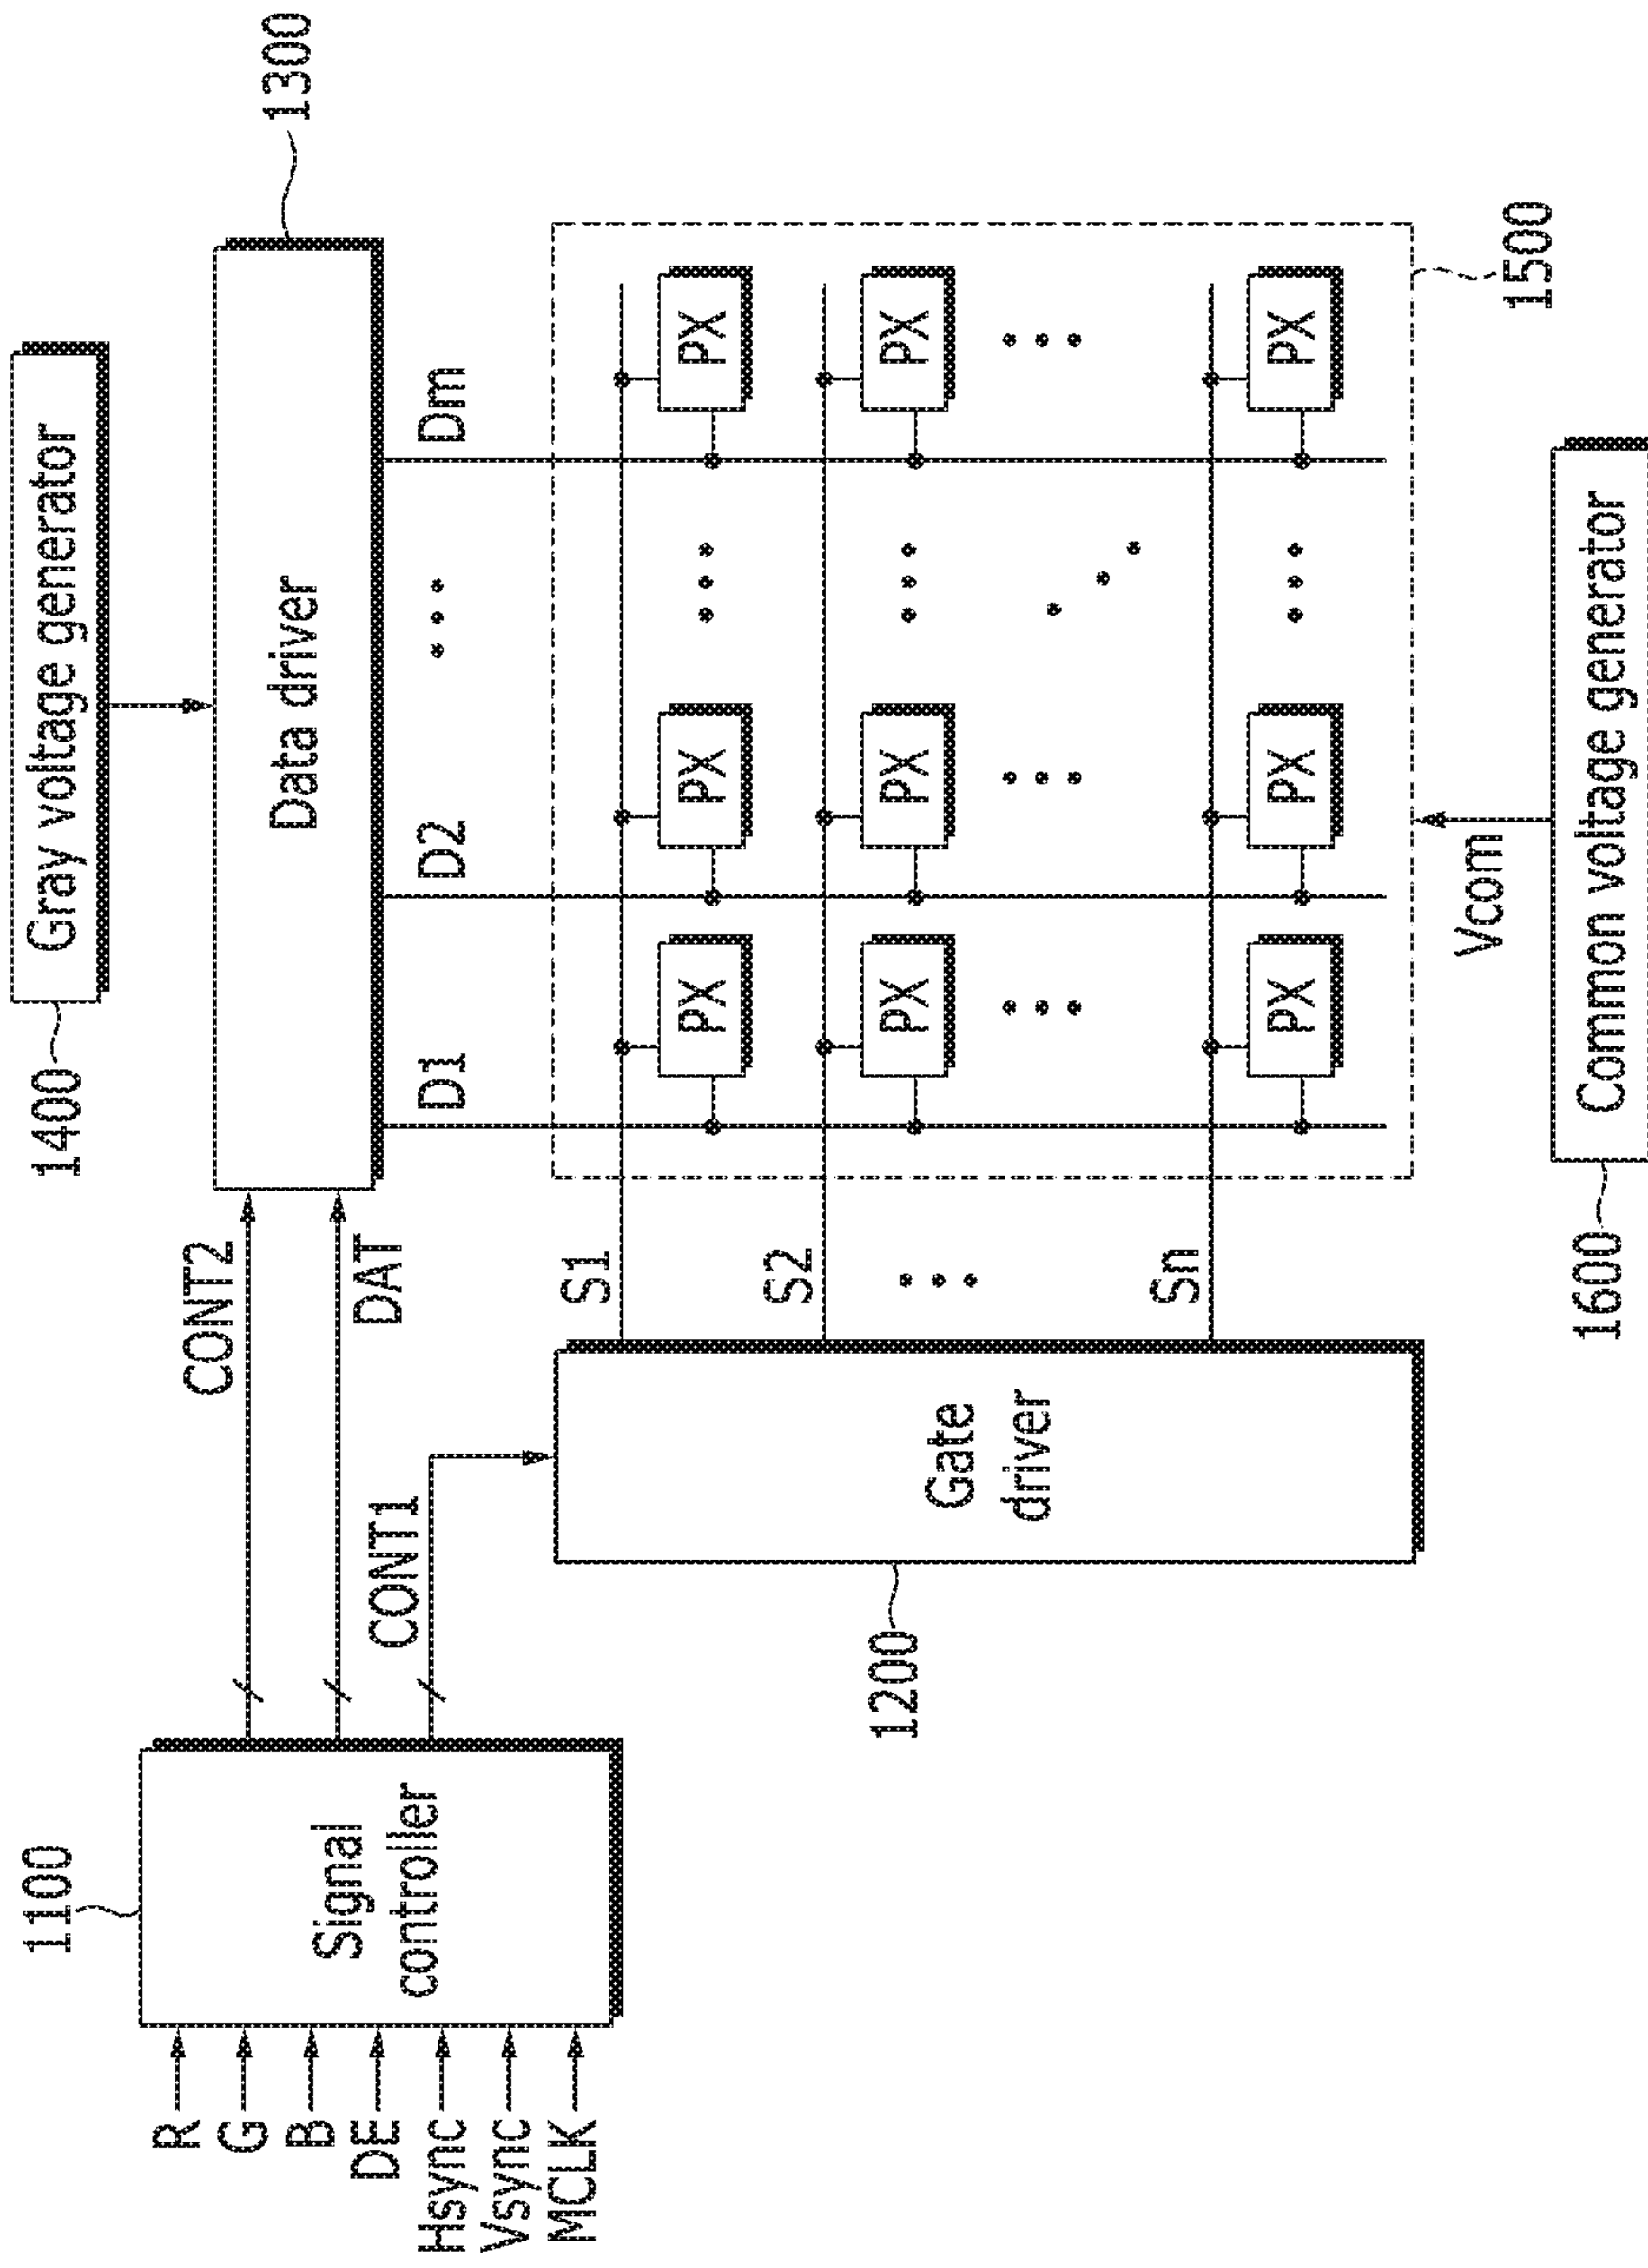 1400
Gray voltage generator
1300
Data driver
1100
Signal
controller
R
G
B
DE
Hsync
Vsync
MCLK
CONT2
DAT
CONT1
1200
Gate
driver
D1
D2
Dm
S1
S2
Sn
PX
PX
PX
PX
PX
PX
PX
PX
PX
1500
Vcom
1600
Common voltage generator